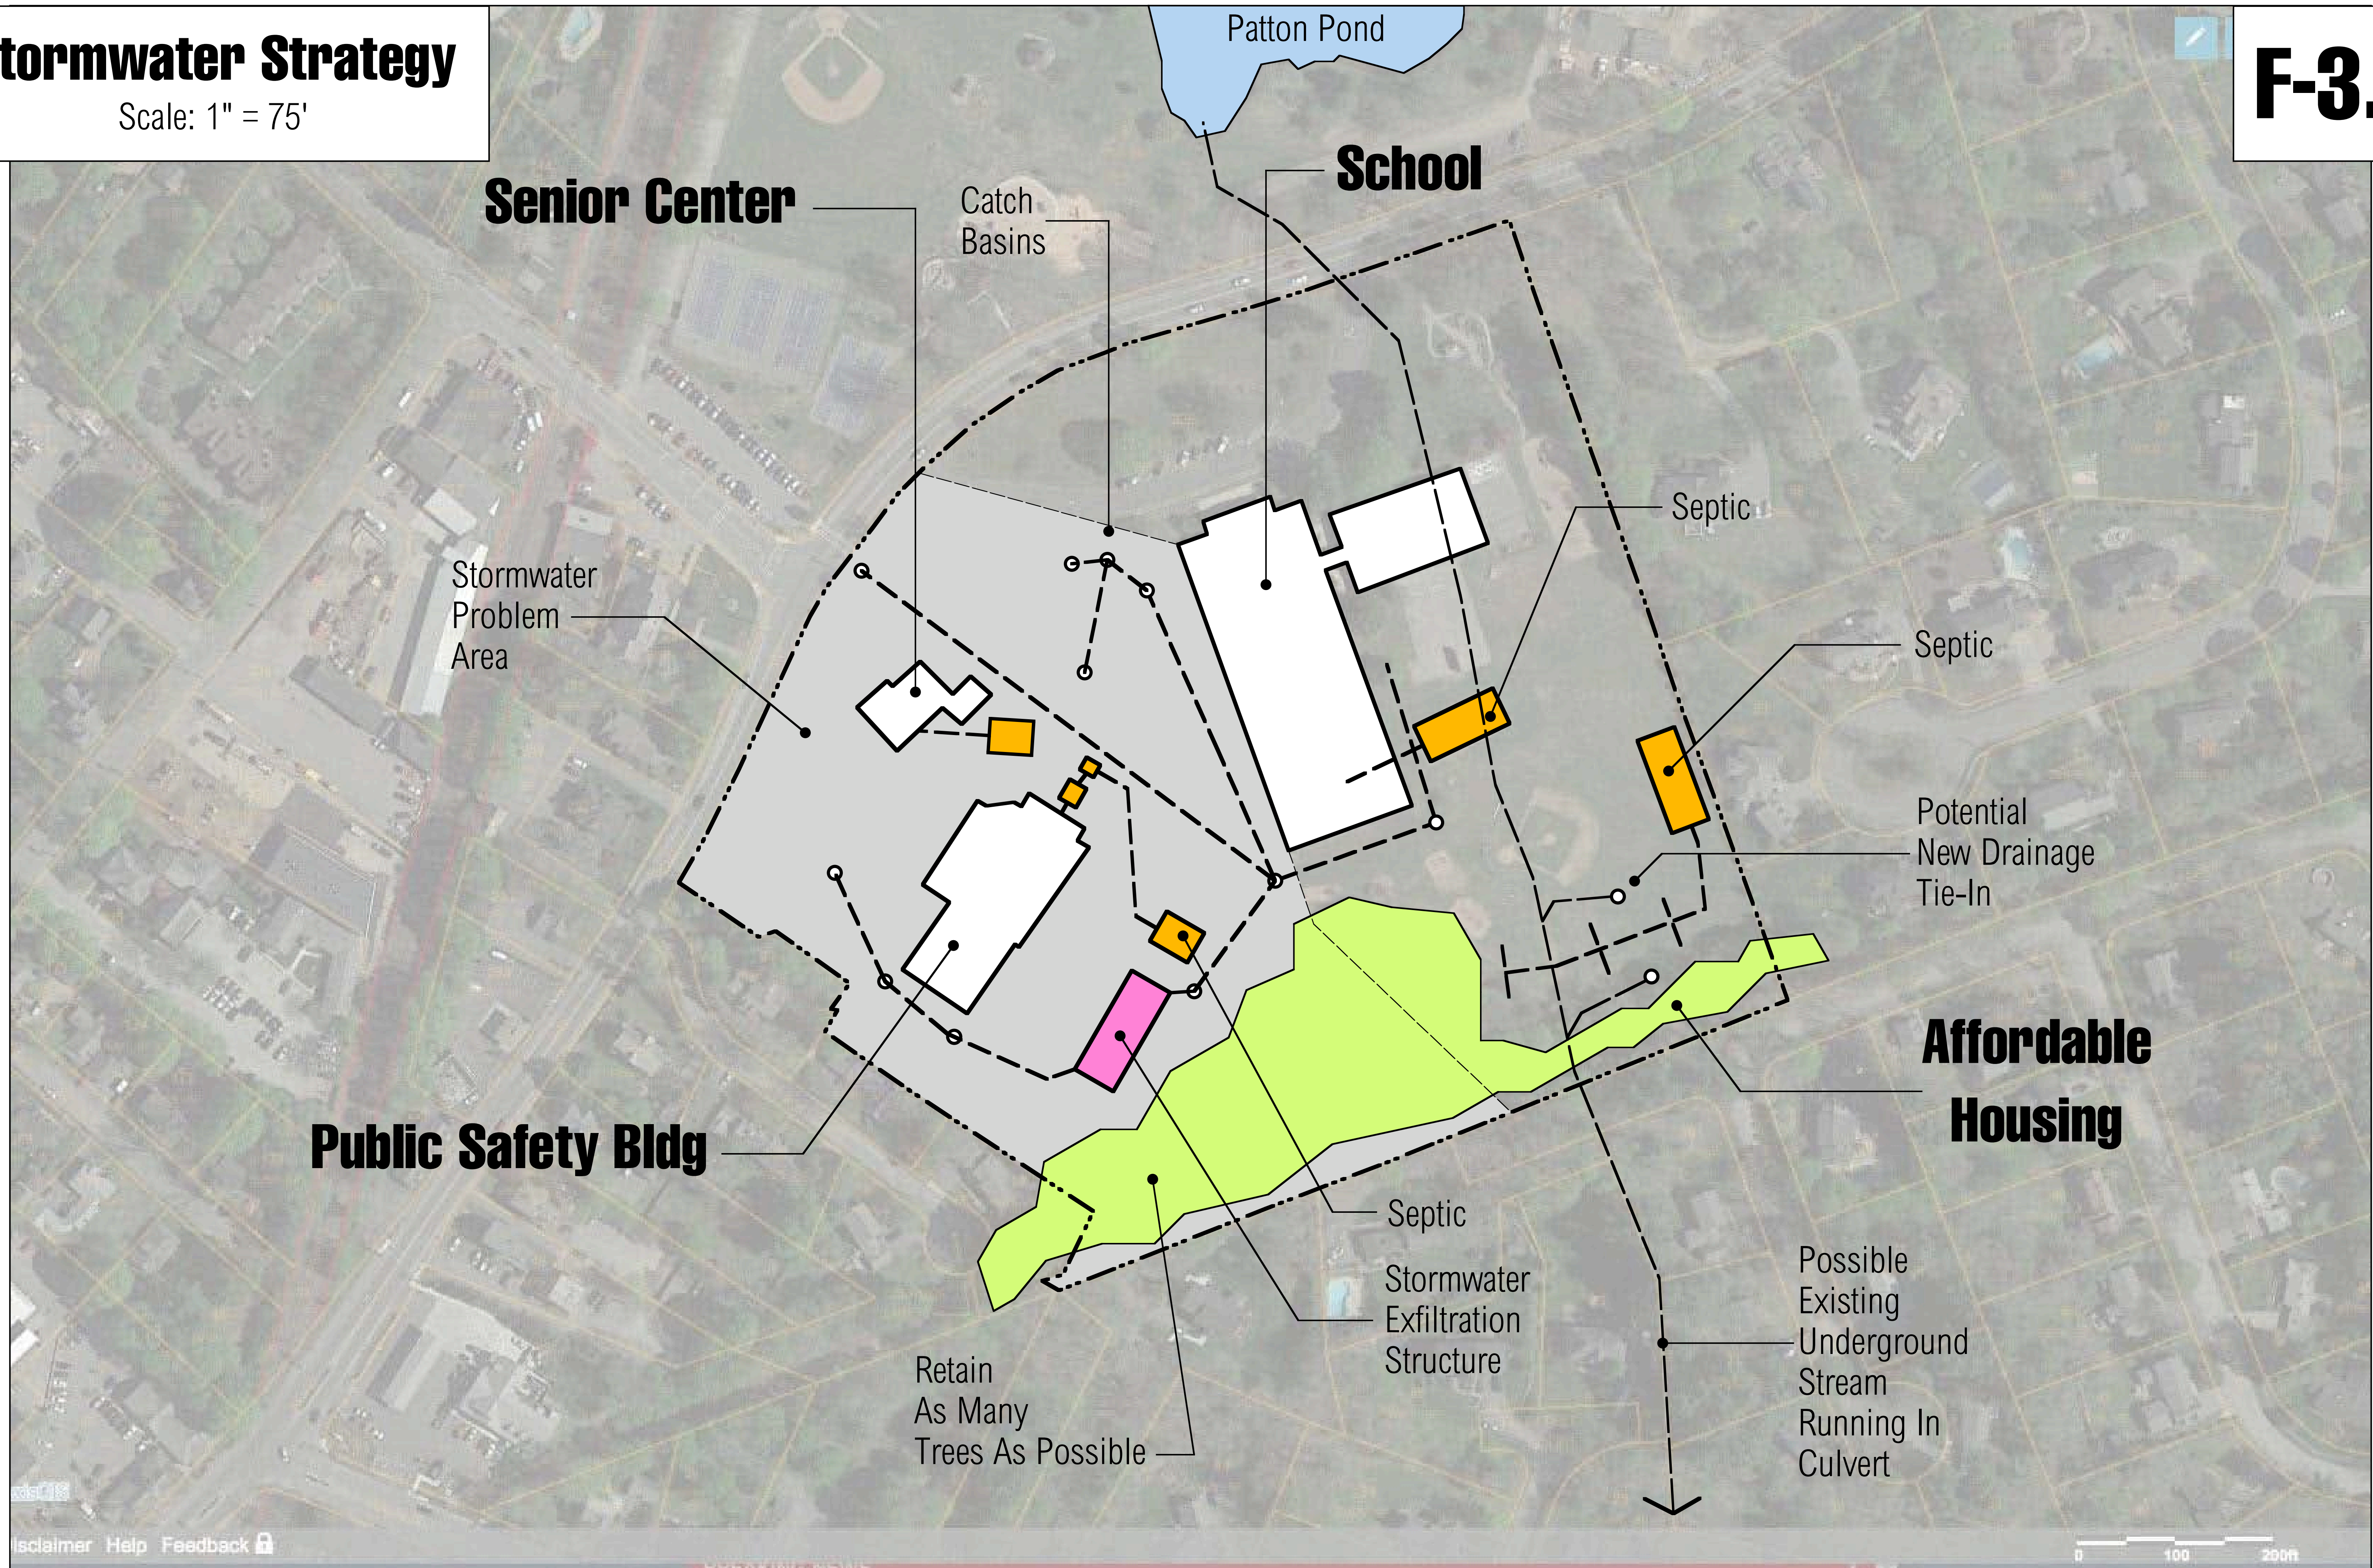 tormwater Strategy
Scale: 1" = 75'
Patton Pond
F-3.
Senior Center
Catch
Basins
School
Septic
Stormwater
Problem
Area
Septic
Potential
New Drainage
Tie-In
Affordable
Housing
Public Safety Bldg
Septic
Stormwater
Exfiltration
Structure
Possible
Existing
Underground
Stream
Running In
Culvert
Retain
As Many
Trees As Possible
isclaimer Help Feedback
0 100 200ft